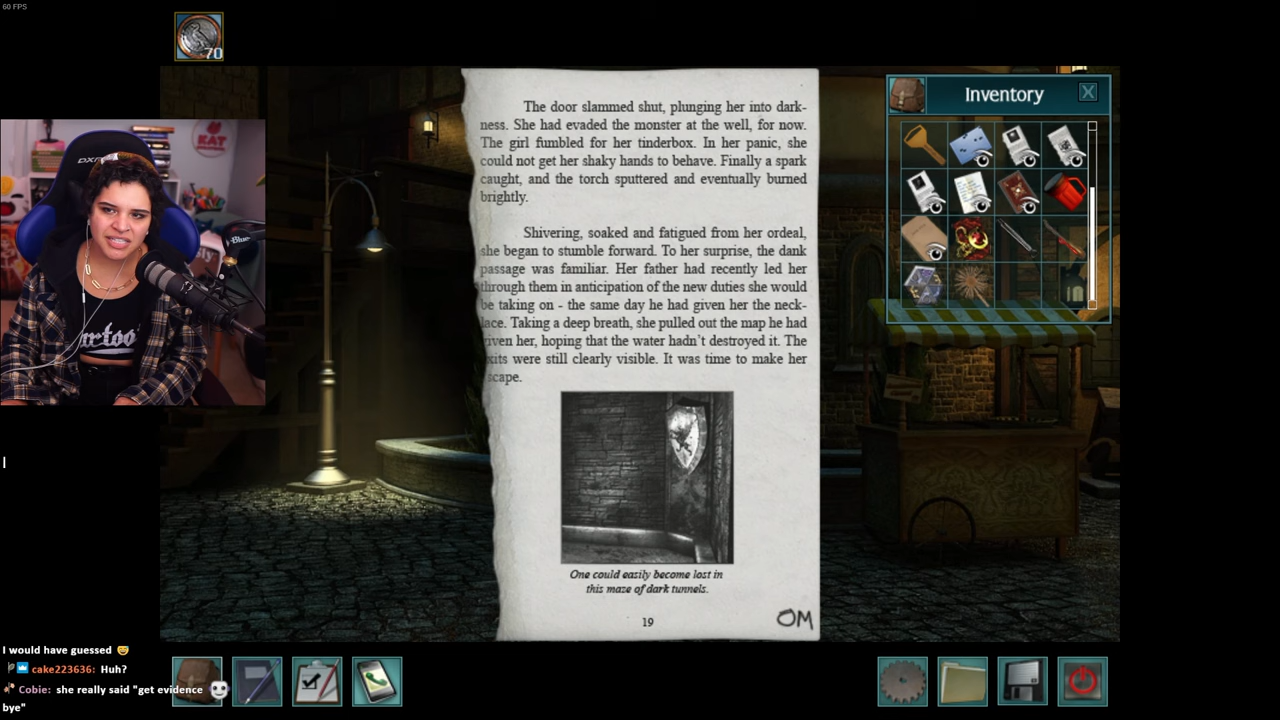 60 FPS
70
The door slammed shut, plunging her into dark-
ness. She had evaded the monster at the well, for now.
The girl fumbled for her tinderbox. In her panic, she
could not get her shaky hands to behave. Finally a spark
caught, and the torch sputtered and eventually burned
brightly.
Shivering, soaked and fatigued from her ordeal,
she began to stumble forward. To her surprise, the dank
passage was familiar. Her father had recently led her
through them in anticipation of the new duties she would
be taking on - the same day he had given her the neck-
lace. Taking a deep breath, she pulled out the map he had
given her, hoping that the water hadn't destroyed it. The
exits were still clearly visible. It was time to make her
escape.
One could easily become lost in
this maze of dark tunnels.
19
OM
Inventory
X
KAT
DXR
Blue
I would have guessed 😅
cake223636: Huh?
Cobie: she really said "get evidence
bye"